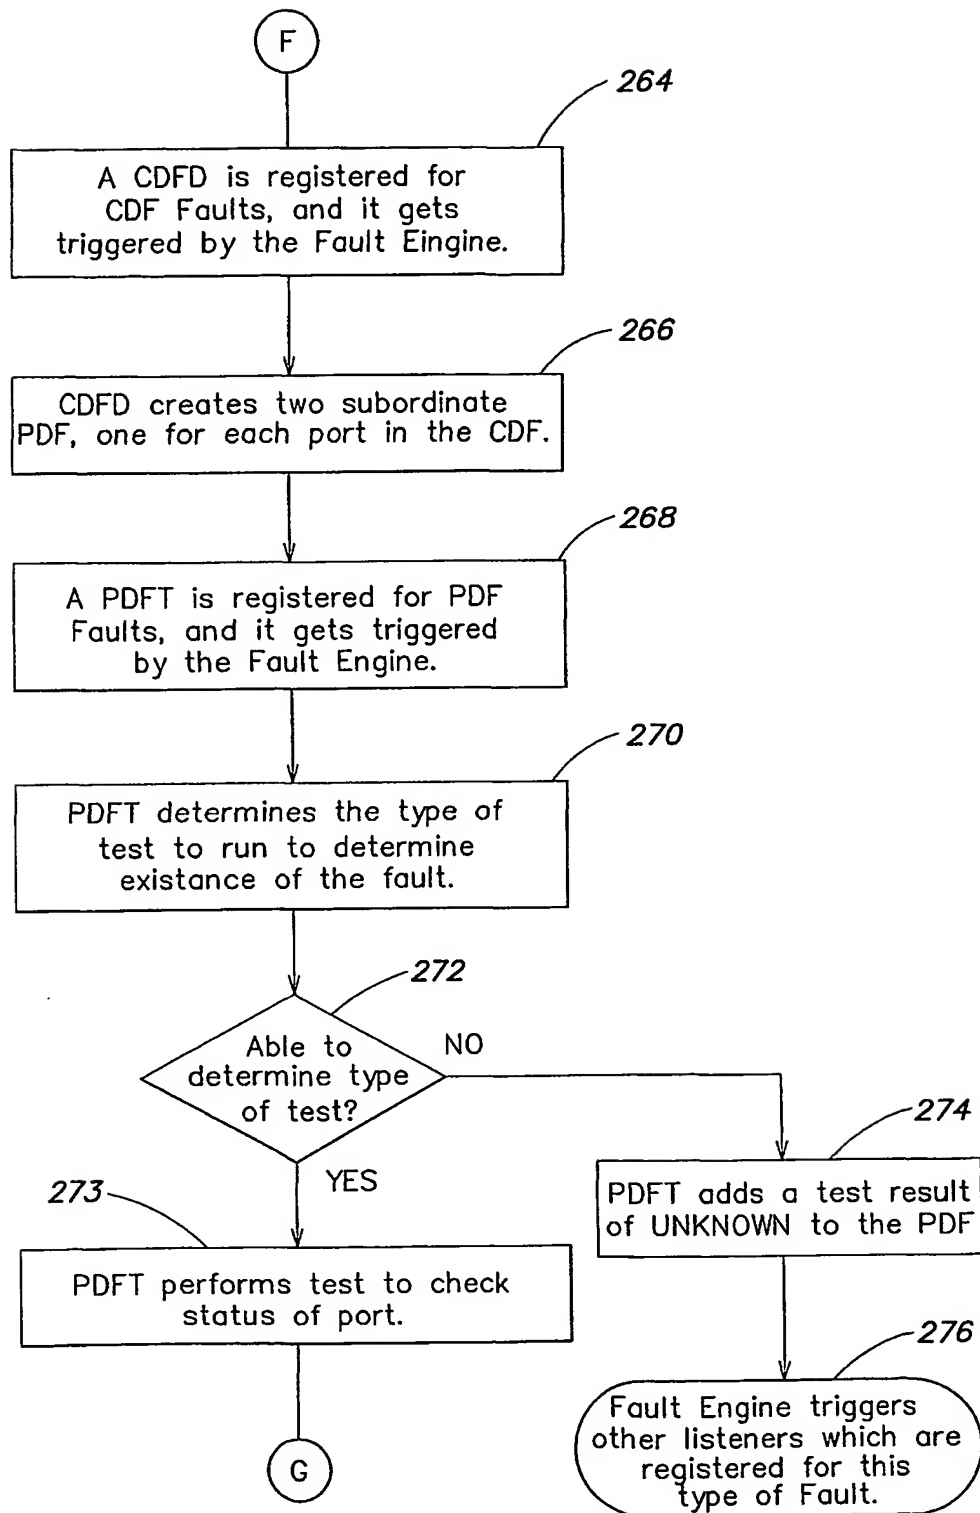 F
264
A CDFD is registered for
CDF Faults, and it gets
triggered by the Fault Eingine.
266
CDFD creates two subordinate
PDF, one for each port in the CDF.
268
A PDFT is registered for PDF
Faults, and it gets triggered
by the Fault Engine.
270
PDFT determines the type of
test to run to determine
existance of the fault.
272
Able to
determine type
of test?
NO
YES
274
PDFT adds a test result
of UNKNOWN to the PDF
273
PDFT performs test to check
status of port.
276
Fault Engine triggers
other listeners which are
registered for this
type of Fault.
G